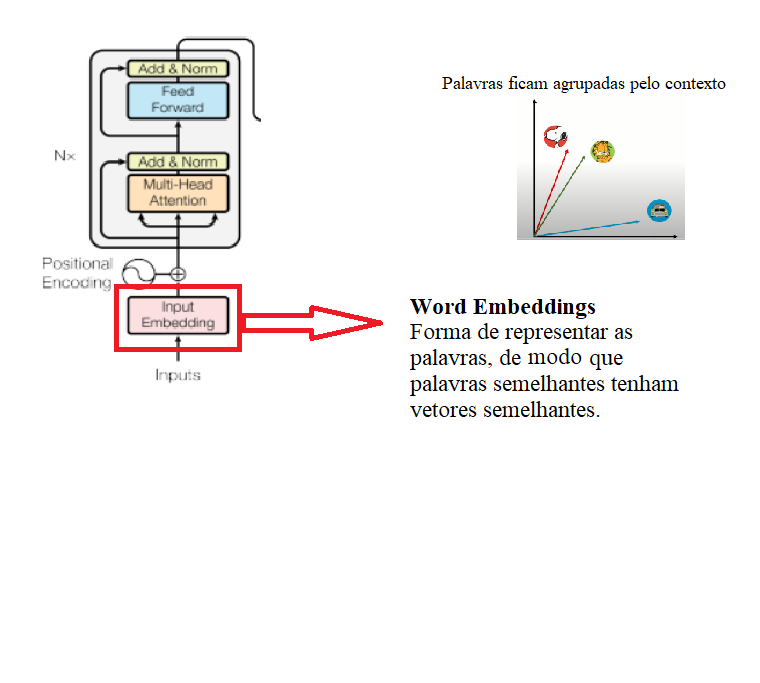 Add & Norm
Feed
Forward
Nx
Add & Norm
Multi-Head
Attention
Positional
Encoding
Input
Embedding
Inputs
Palavras ficam agrupadas pelo contexto
Word Embeddings
Forma de representar as
palavras, de modo que
palavras semelhantes tenham
vetores semelhantes.